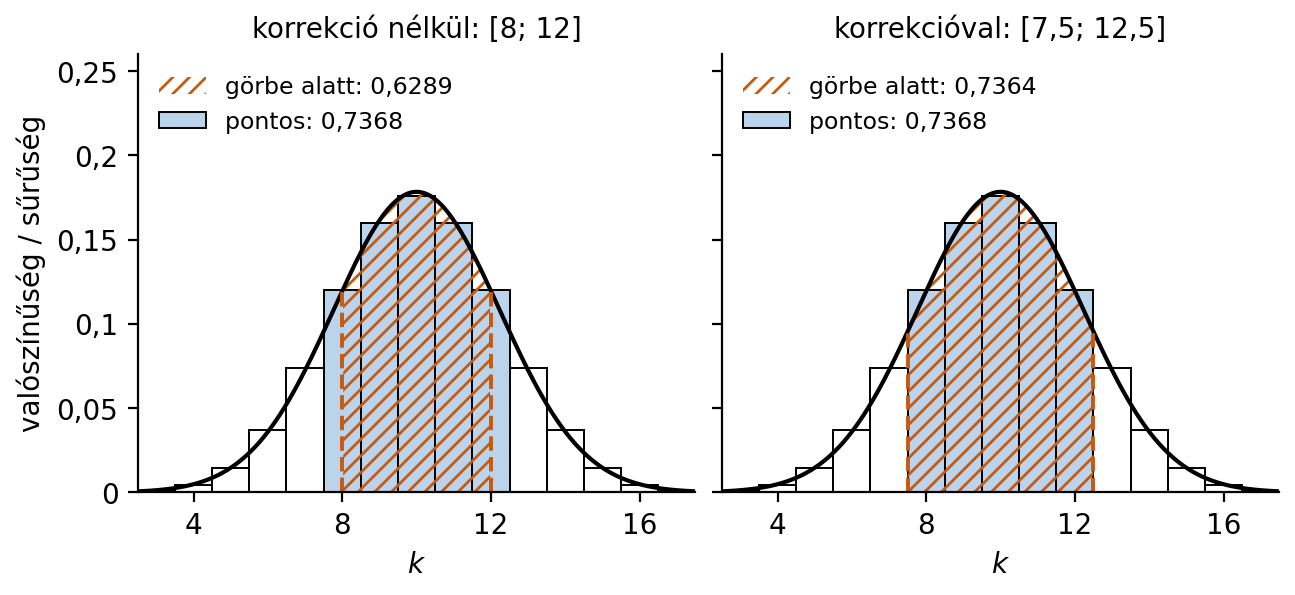 korrekció nélkül: [8; 12]
görbe alatt: 0,6289
pontos: 0,7368
valószínűség / sűrűség
0,25
0,2
0,15
0,1
0,05
0
4 8 12 16
k
korrekcióval: [7,5; 12,5]
görbe alatt: 0,7364
pontos: 0,7368
4 8 12 16
k